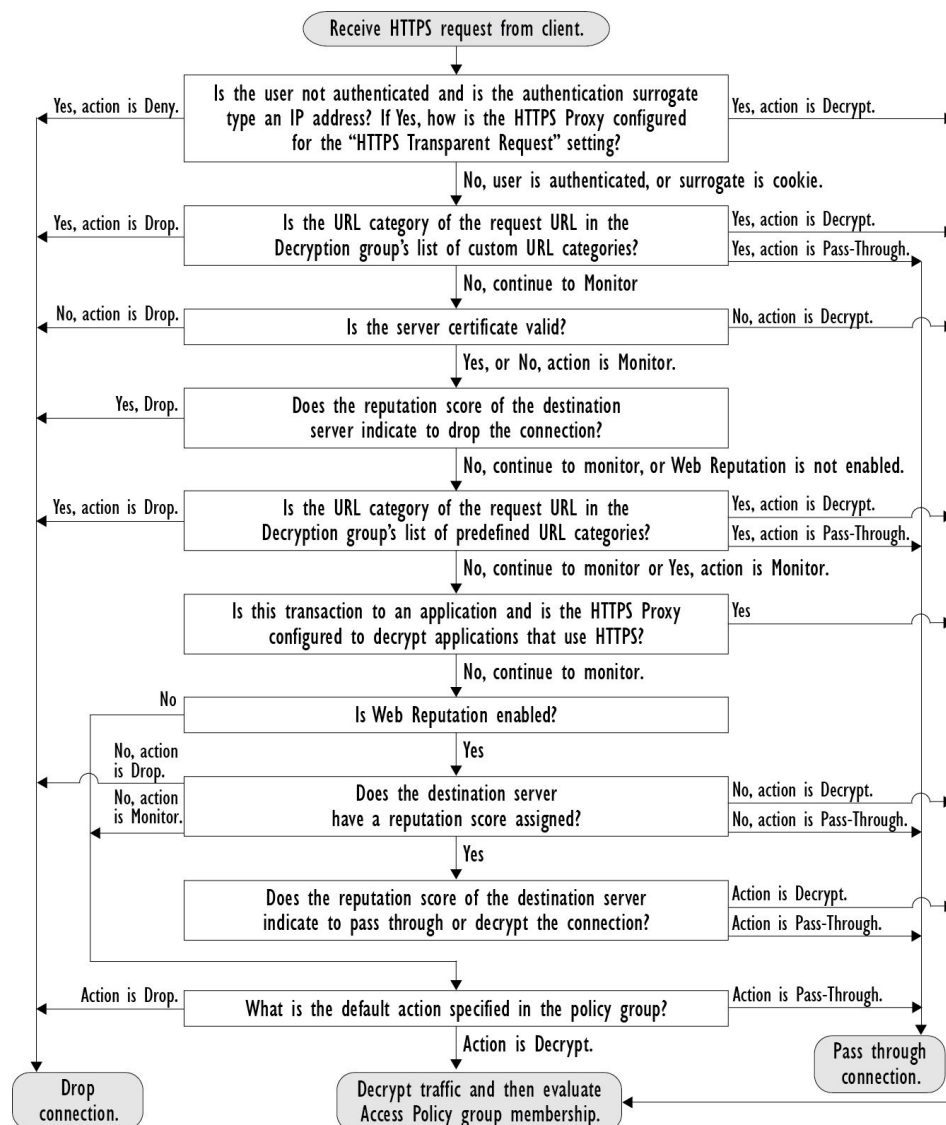 Receive HTTPS request from client.
Yes, action is Deny.
Is the user not authenticated and is the authentication surrogate
type an IP address? If Yes, how is the HTTPS Proxy configured
for the “HTTPS Transparent Request” setting?
Yes, action is Decrypt.
No, user is authenticated, or surrogate is cookie.
Yes, action is Drop.
Is the URL category of the request URL in the
Decryption group’s list of custom URL categories?
Yes, action is Decrypt.
Yes, action is Pass-Through.
No, continue to Monitor
No, action is Drop.
Is the server certificate valid?
No, action is Decrypt.
Yes, or No, action is Monitor.
Yes, Drop.
Does the reputation score of the destination
server indicate to drop the connection?
No, continue to monitor, or Web Reputation is not enabled.
Yes, action is Drop.
Is the URL category of the request URL in the
Decryption group’s list of predefined URL categories?
Yes, action is Decrypt.
Yes, action is Pass-Through.
No, continue to monitor or Yes, action is Monitor.
Is this transaction to an application and is the HTTPS Proxy
configured to decrypt applications that use HTTPS?
Yes
No, continue to monitor.
No
Is Web Reputation enabled?
Yes
No, action
is Drop.
No, action
is Monitor.
Does the destination server
have a reputation score assigned?
No, action is Decrypt.
No, action is Pass-Through.
Yes
Does the reputation score of the destination server
indicate to pass through or decrypt the connection?
Action is Decrypt.
Action is Pass-Through.
Action is Drop.
What is the default action specified in the policy group?
Action is Pass-Through.
Action is Decrypt.
Drop
connection.
Decrypt traffic and then evaluate
Access Policy group membership.
Pass through
connection.